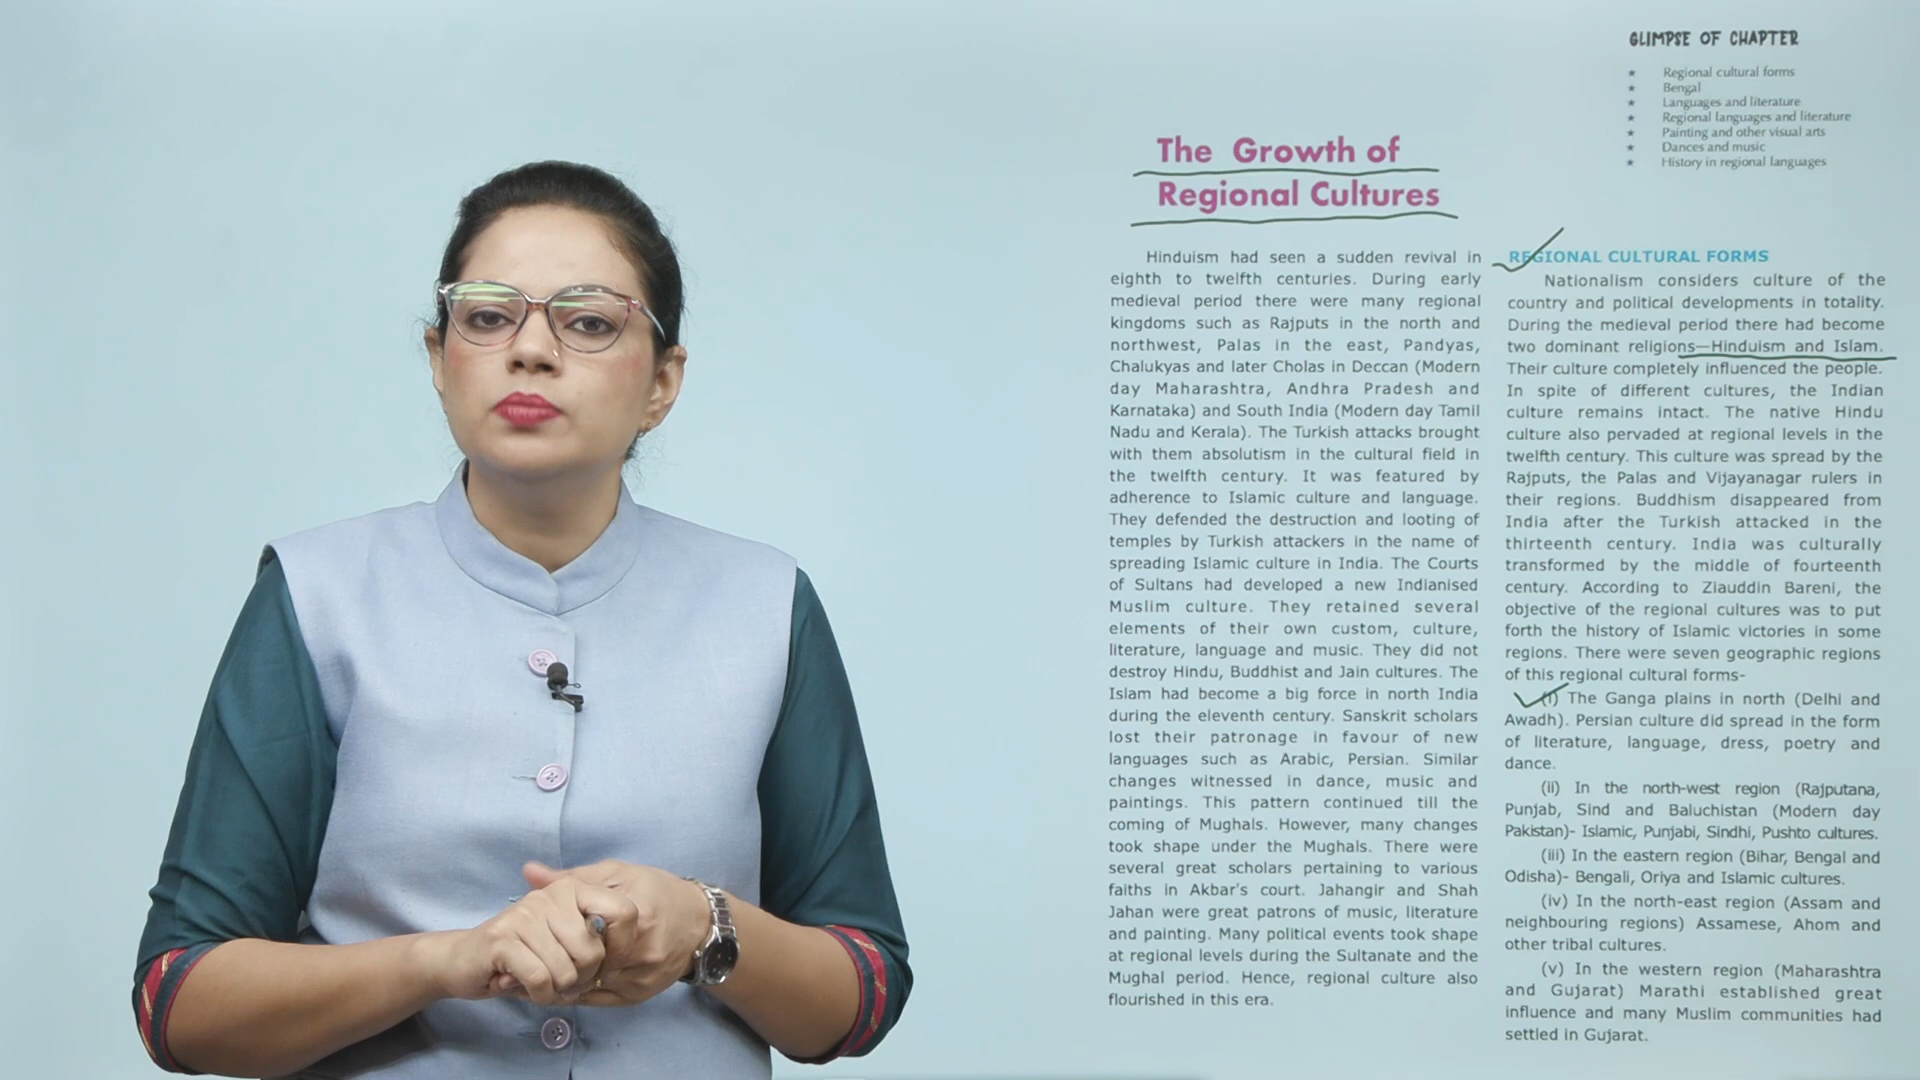 GLIMPSE OF CHAPTER
★ Regional cultural forms
★ Bengal
★ Languages and literature
★ Regional languages and literature
★ Painting and other visual arts
★ Dances and music
★ History in regional languages
The Growth of
Regional Cultures
Hinduism had seen a sudden revival in
eighth to twelfth centuries. During early
medieval period there were many regional
kingdoms such as Rajputs in the north and
northwest, Palas in the east, Pandyas,
Chalukyas and later Cholas in Deccan (Modern
day Maharashtra, Andhra Pradesh and
Karnataka) and South India (Modern day Tamil
Nadu and Kerala). The Turkish attacks brought
with them absolutism in the cultural field in
the twelfth century. It was featured by
adherence to Islamic culture and language.
They defended the destruction and looting of
temples by Turkish attackers in the name of
spreading Islamic culture in India. The Courts
of Sultans had developed a new Indianised
Muslim culture. They retained several
elements of their own custom, culture,
literature, language and music. They did not
destroy Hindu, Buddhist and Jain cultures. The
Islam had become a big force in north India
during the eleventh century. Sanskrit scholars
lost their patronage in favour of new
languages such as Arabic, Persian. Similar
changes witnessed in dance, music and
paintings. This pattern continued till the
coming of Mughals. However, many changes
took shape under the Mughals. There were
several great scholars pertaining to various
faiths in Akbar's court. Jahangir and Shah
Jahan were great patrons of music, literature
and painting. Many political events took shape
at regional levels during the Sultanate and the
Mughal period. Hence, regional culture also
flourished in this era.
REGIONAL CULTURAL FORMS
Nationalism considers culture of the
country and political developments in totality.
During the medieval period there had become
two dominant religions—Hinduism and Islam.
Their culture completely influenced the people.
In spite of different cultures, the Indian
culture remains intact. The native Hindu
culture also pervaded at regional levels in the
twelfth century. This culture was spread by the
Rajputs, the Palas and Vijayanagar rulers in
their regions. Buddhism disappeared from
India after the Turkish attacked in the
thirteenth century. India was culturally
transformed by the middle of fourteenth
century. According to Ziauddin Bareni, the
objective of the regional cultures was to put
forth the history of Islamic victories in some
regions. There were seven geographic regions
of this regional cultural forms-
(i) The Ganga plains in north (Delhi and
Awadh). Persian culture did spread in the form
of literature, language, dress, poetry and
dance.
(ii) In the north-west region (Rajputana,
Punjab, Sind and Baluchistan (Modern day
Pakistan)- Islamic, Punjabi, Sindhi, Pushto cultures.
(iii) In the eastern region (Bihar, Bengal and
Odisha)- Bengali, Oriya and Islamic cultures.
(iv) In the north-east region (Assam and
neighbouring regions) Assamese, Ahom and
other tribal cultures.
(v) In the western region (Maharashtra
and Gujarat) Marathi established great
influence and many Muslim communities had
settled in Gujarat.